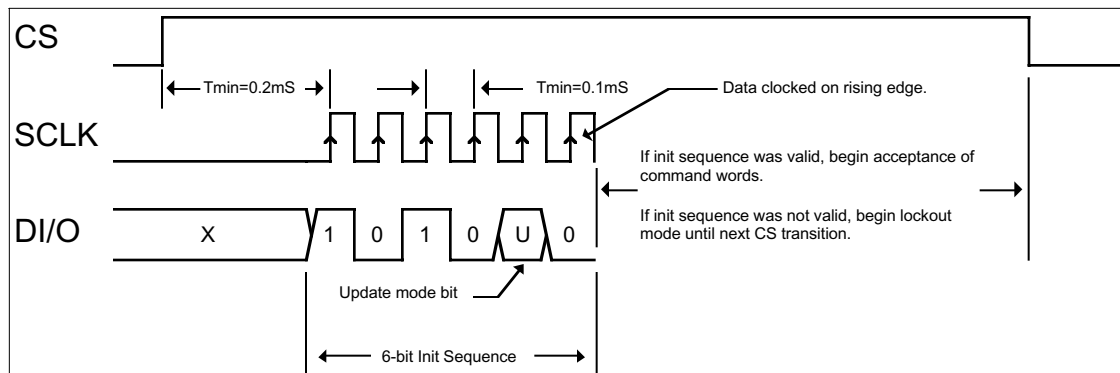 CS
Tmin=0.2mS
Tmin=0.1mS
Data clocked on rising edge.
SCLK
If init sequence was valid, begin acceptance of
command words.
If init sequence was not valid, begin lockout
mode until next CS transition.
DI/O
X
1
0
1
0
U
0
Update mode bit
6-bit Init Sequence